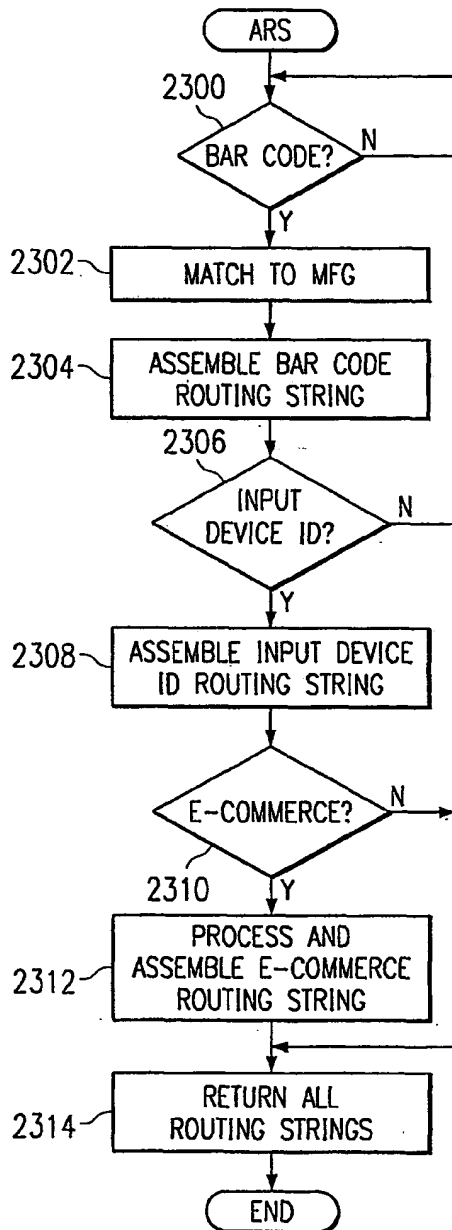 ARS
2300
BAR CODE?
N
Y
2302
MATCH TO MFG
2304
ASSEMBLE BAR CODE
ROUTING STRING
2306
INPUT
DEVICE ID?
N
Y
2308
ASSEMBLE INPUT DEVICE
ID ROUTING STRING
E-COMMERCE?
N
2310
Y
2312
PROCESS AND
ASSEMBLE E-COMMERCE
ROUTING STRING
2314
RETURN ALL
ROUTING STRINGS
END